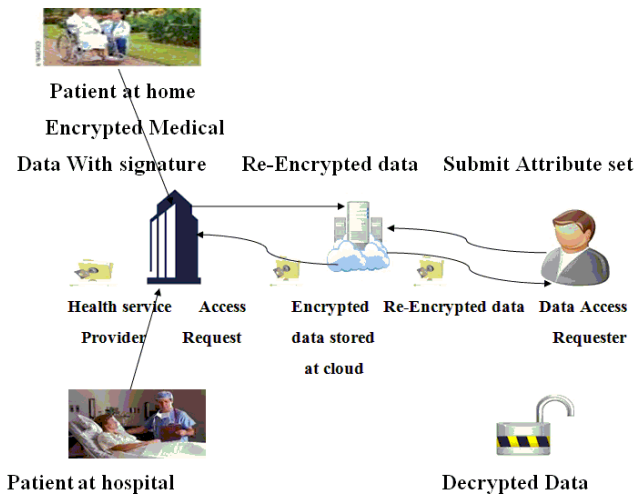 Patient at home
Encrypted Medical
Data With signature
Re-Encrypted data
Submit Attribute set
Health service
Provider
Access
Request
Encrypted
data stored
at cloud
Re-Encrypted data
Data Access
Requester
Patient at hospital
Decrypted Data